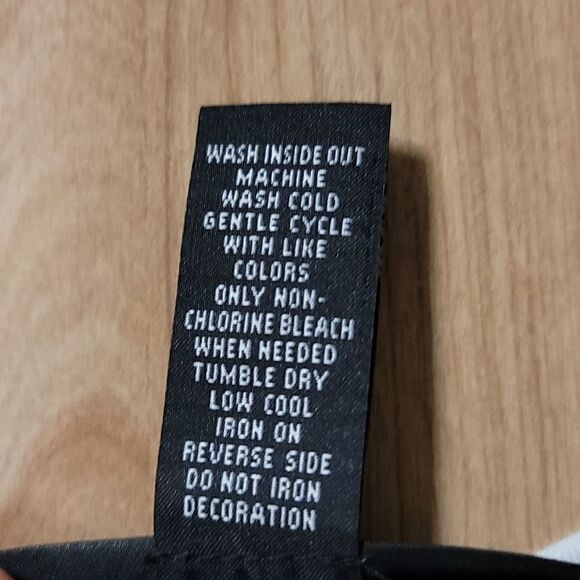 WASH INSIDE OUT
MACHINE
WASH COLD
GENTLE CYCLE
WITH LIKE
COLORS
ONLY NON-
CHLORINE BLEACH
WHEN NEEDED
TUMBLE DRY
LOW COOL
IRON ON
REVERSE SIDE
DO NOT IRON
DECORATION